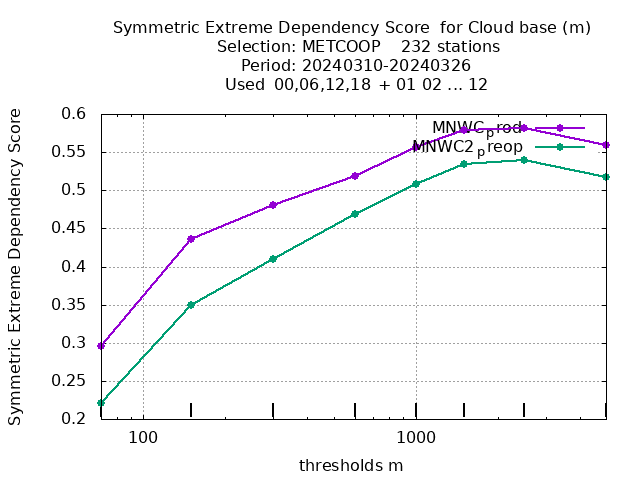 Symmetric Extreme Dependency Score  for Cloud base (m)
Selection: METCOOP    232 stations
Period: 20240310-20240326
Used  00,06,12,18 + 01 02 ... 12
Symmetric Extreme Dependency Score
0.6
0.55
0.5
0.45
0.4
0.35
0.3
0.25
0.2
MNWCprod
MNWC2preop
100
1000
thresholds m